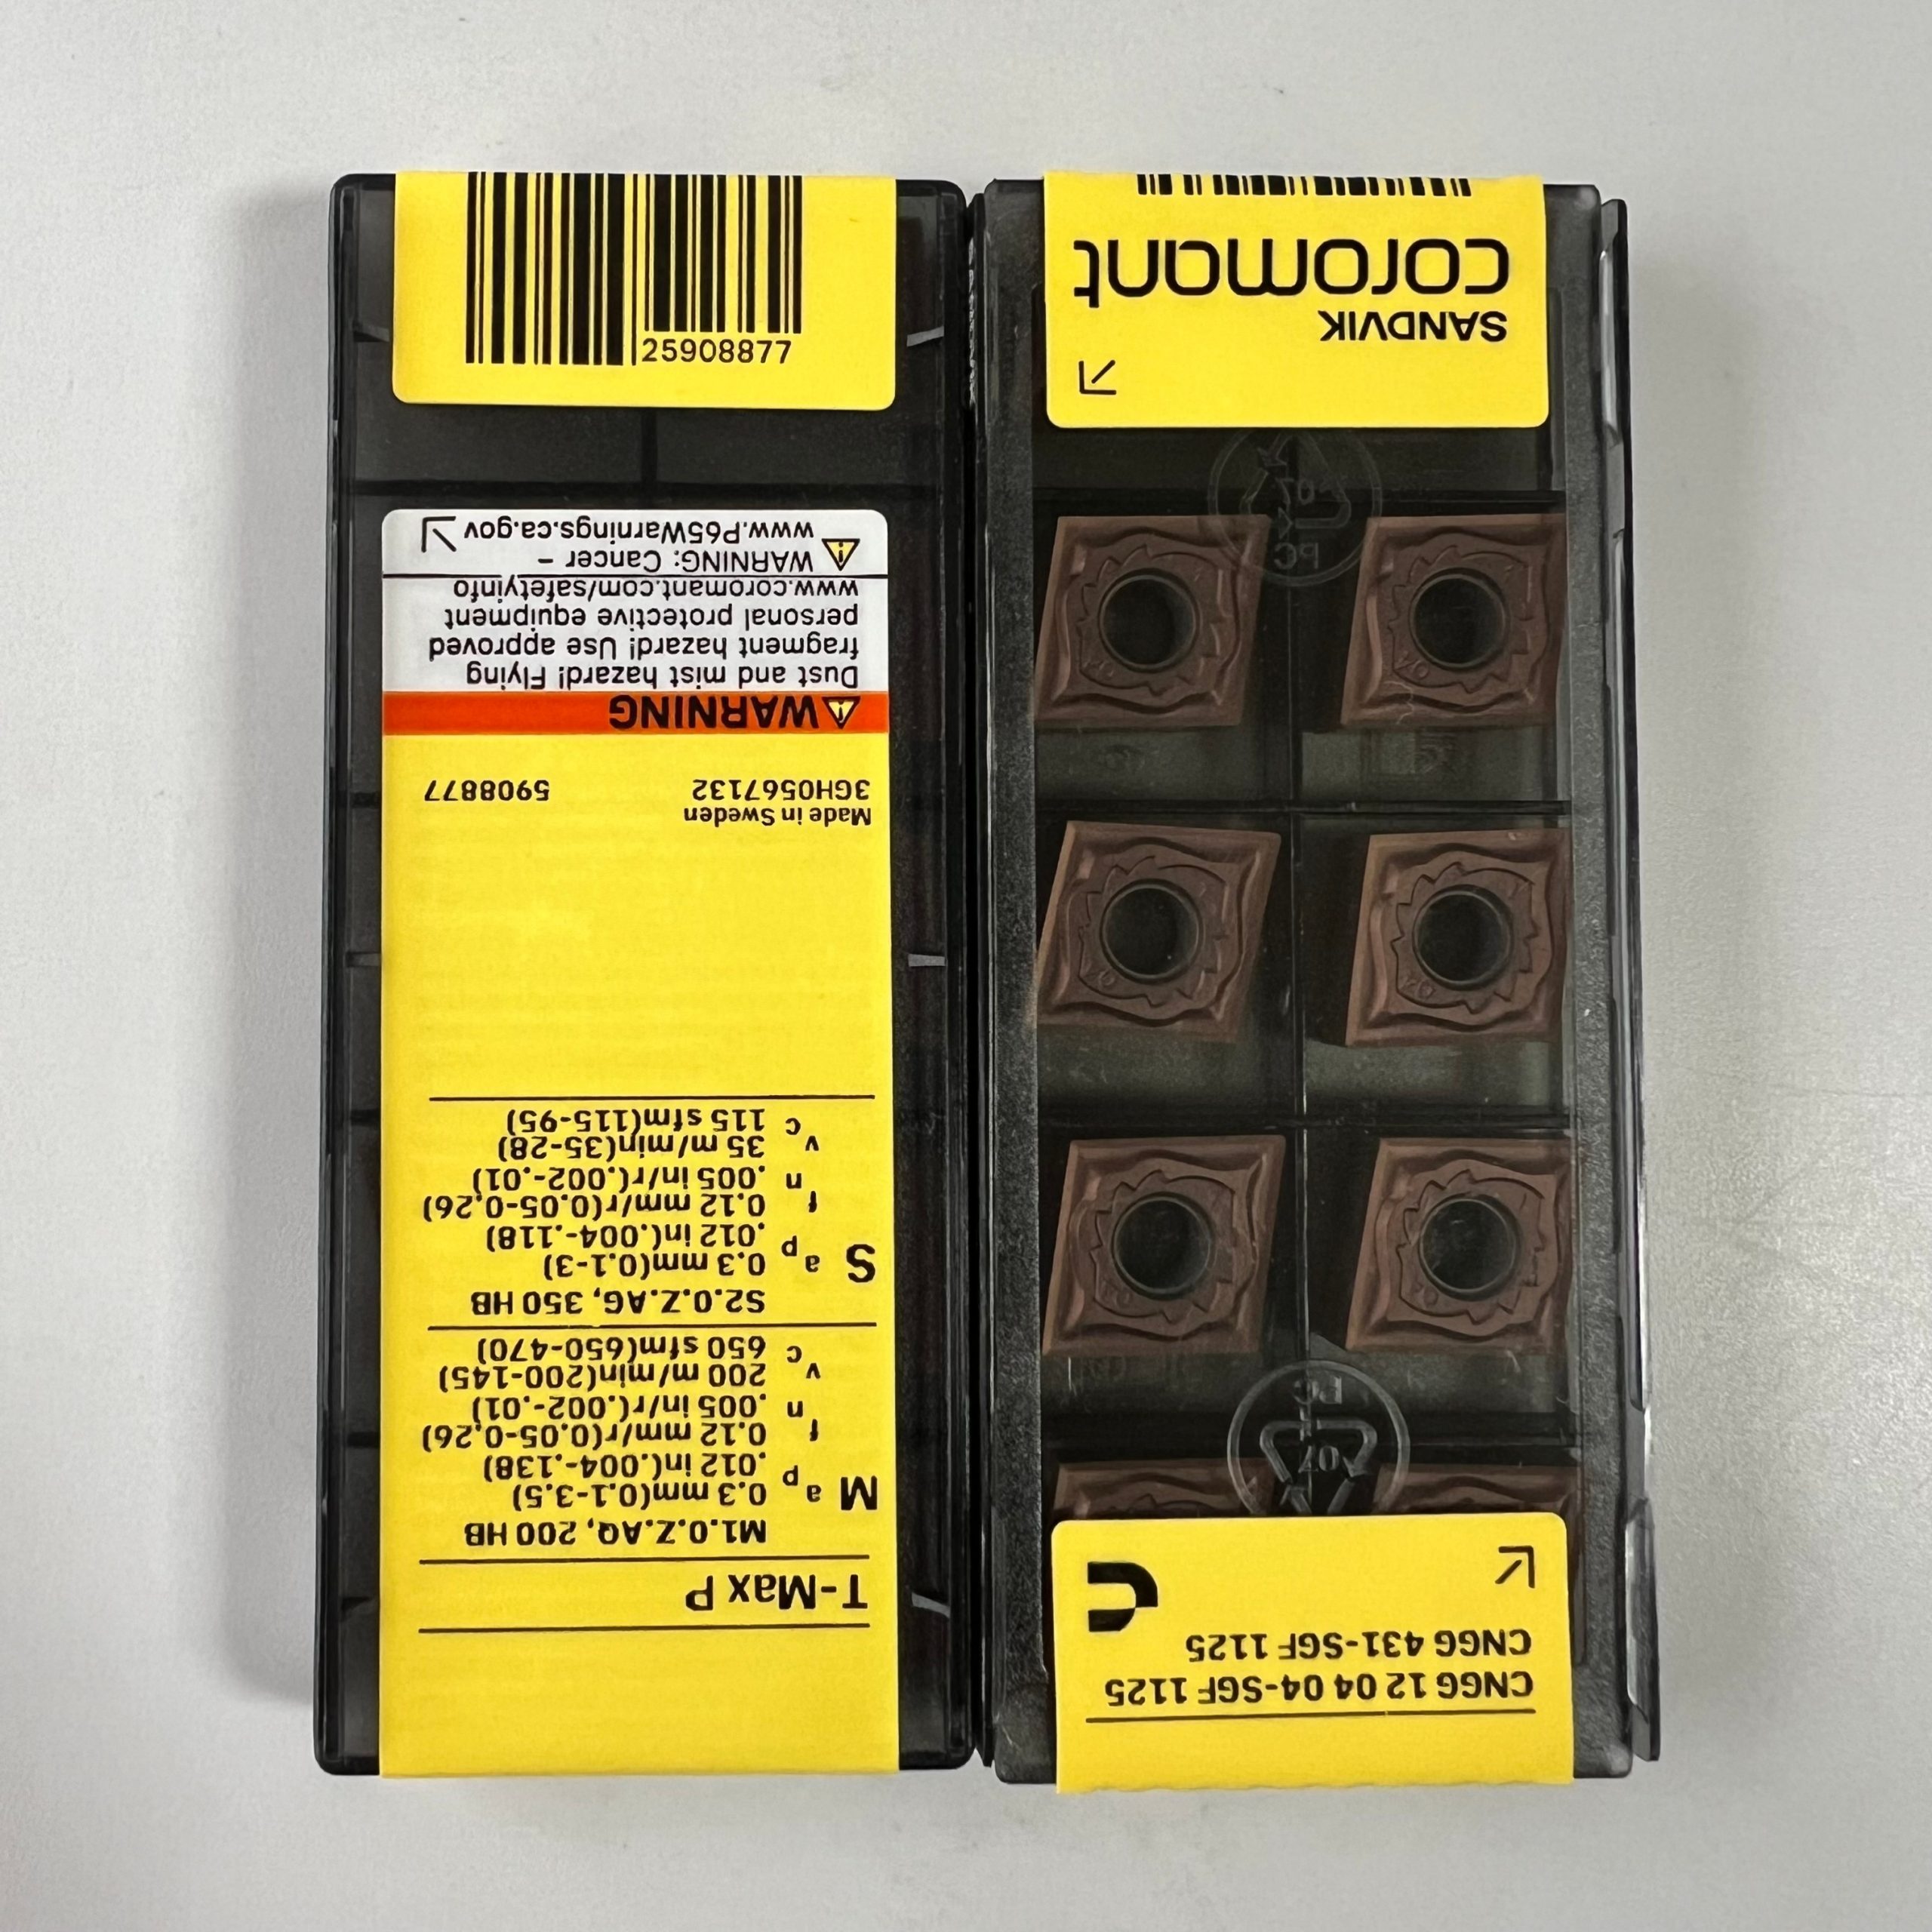 25908877
T-Max P
M1.0.Z.AQ, 200 HB
M
a p 0.3 mm(0.1-3.5)
.012 in(.004-.138)
f n 0.12 mm/r(0.05-0,26)
.005 in/r(.002-.01)
v c 200 m/min(200-145)
650 sfm(650-470)
S2.0.Z.AG, 350 HB
S
a p 0.3 mm(0.1-3)
.012 in(.004-.118)
f n 0.12 mm/r(0.05-0,26)
.005 in/r(.002-.01)
v c 35 m/min(35-28)
115 sfm(115-95)
Made in Sweden
3GH0567132 5908877
WARNING
Dust and mist hazard! Flying
fragment hazard! Use approved
personal protective equipment
www.coromant.com/safetyinfo
WARNING: Cancer –
www.P65Warnings.ca.gov
CNGG 12 04 04-SGF 1125
CNGG 431-SGF 1125
PC
07
07
PC
SANDVIK
coromant